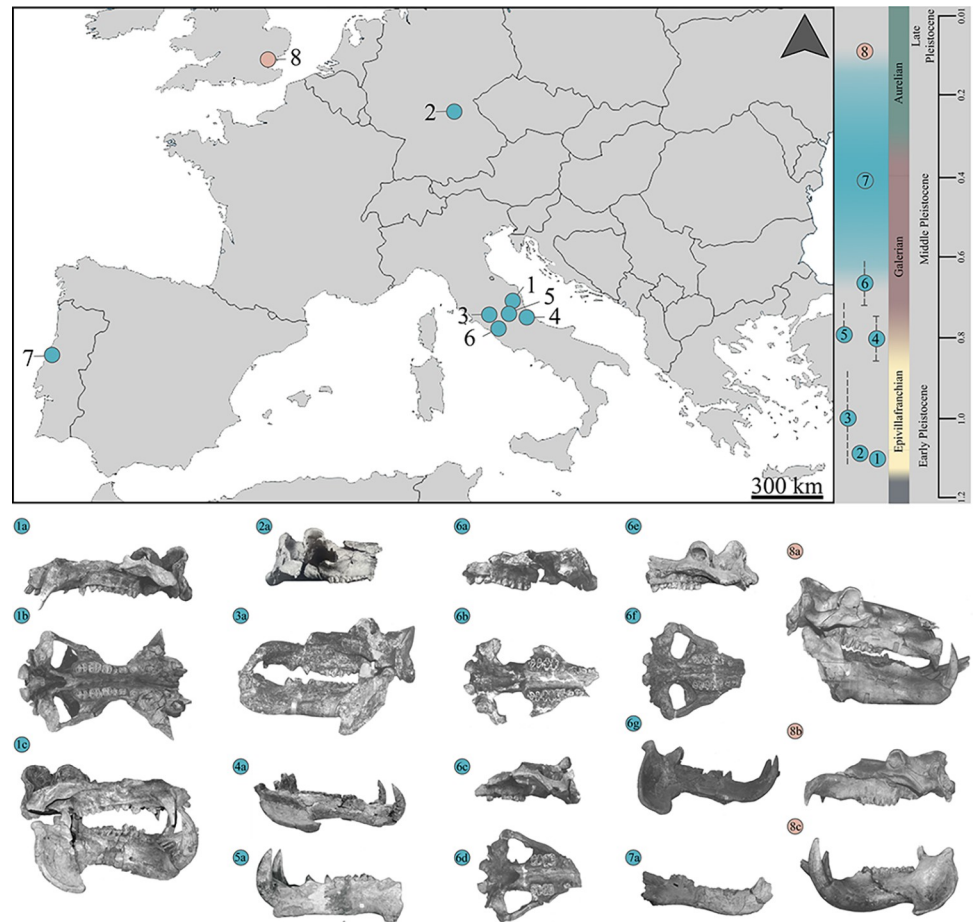 8
2
1
5
3
4
6
7
300 km
8
7
6
5
4
3
2
1
Aurelian
Galerian
Epivillafranchian
Late
Pleistocene
Middle Pleistocene
Early Pleistocene
0.01
0.2
0.4
0.6
0.8
1.0
1.2
1a
2a
6a
6e
8a
1b
3a
6b
6f
1c
4a
6c
6g
8b
5a
6d
7a
8c